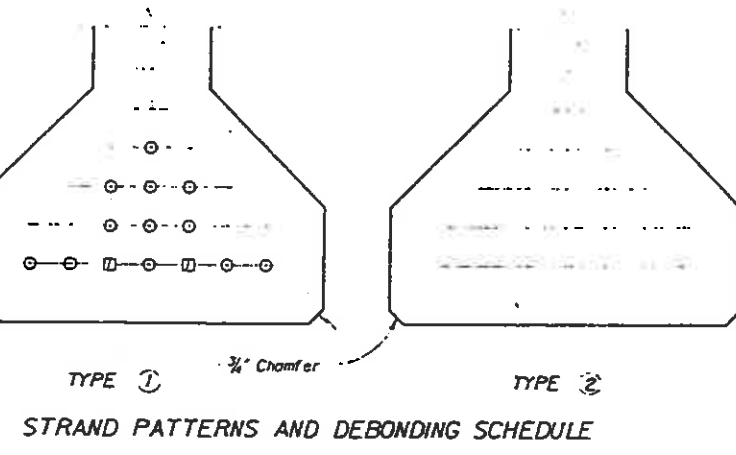 ¾" Chamfer
TYPE 1
TYPE 2
STRAND PATTERNS AND DEBONDING SCHEDULE